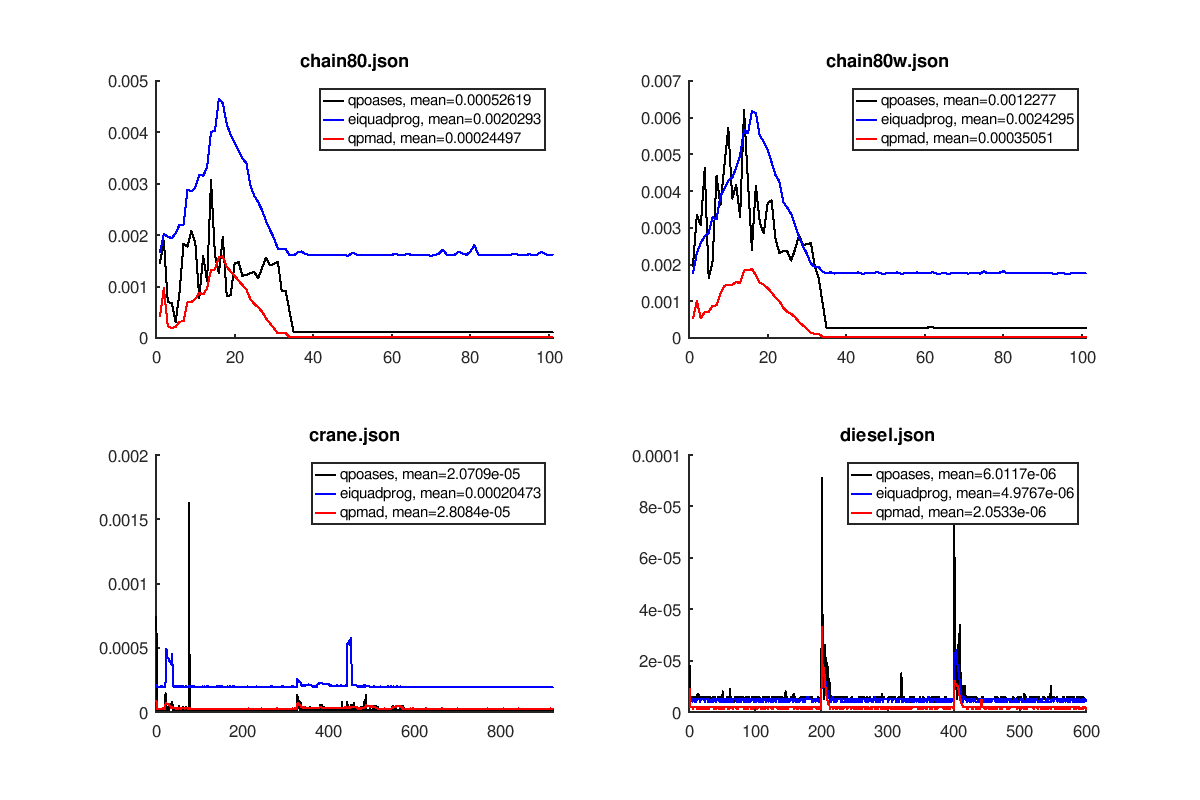 chain80.json
0.005
0.004
0.003
0.002
0.001
0
qpoases, mean=0.00052619
eiquadprog, mean=0.0020293
qpmad, mean=0.00024497
0 20 40 60 80 100
chain80w.json
0.007
0.006
0.005
0.004
0.003
0.002
0.001
0
qpoases, mean=0.0012277
eiquadprog, mean=0.0024295
qpmad, mean=0.00035051
0 20 40 60 80 100
crane.json
0.002
0.0015
0.001
0.0005
0
qpoases, mean=2.0709e-05
eiquadprog, mean=0.00020473
qpmad, mean=2.8084e-05
0 200 400 600 800
diesel.json
0.0001
8e-05
6e-05
4e-05
2e-05
0
qpoases, mean=6.0117e-06
eiquadprog, mean=4.9767e-06
qpmad, mean=2.0533e-06
0 100 200 300 400 500 600